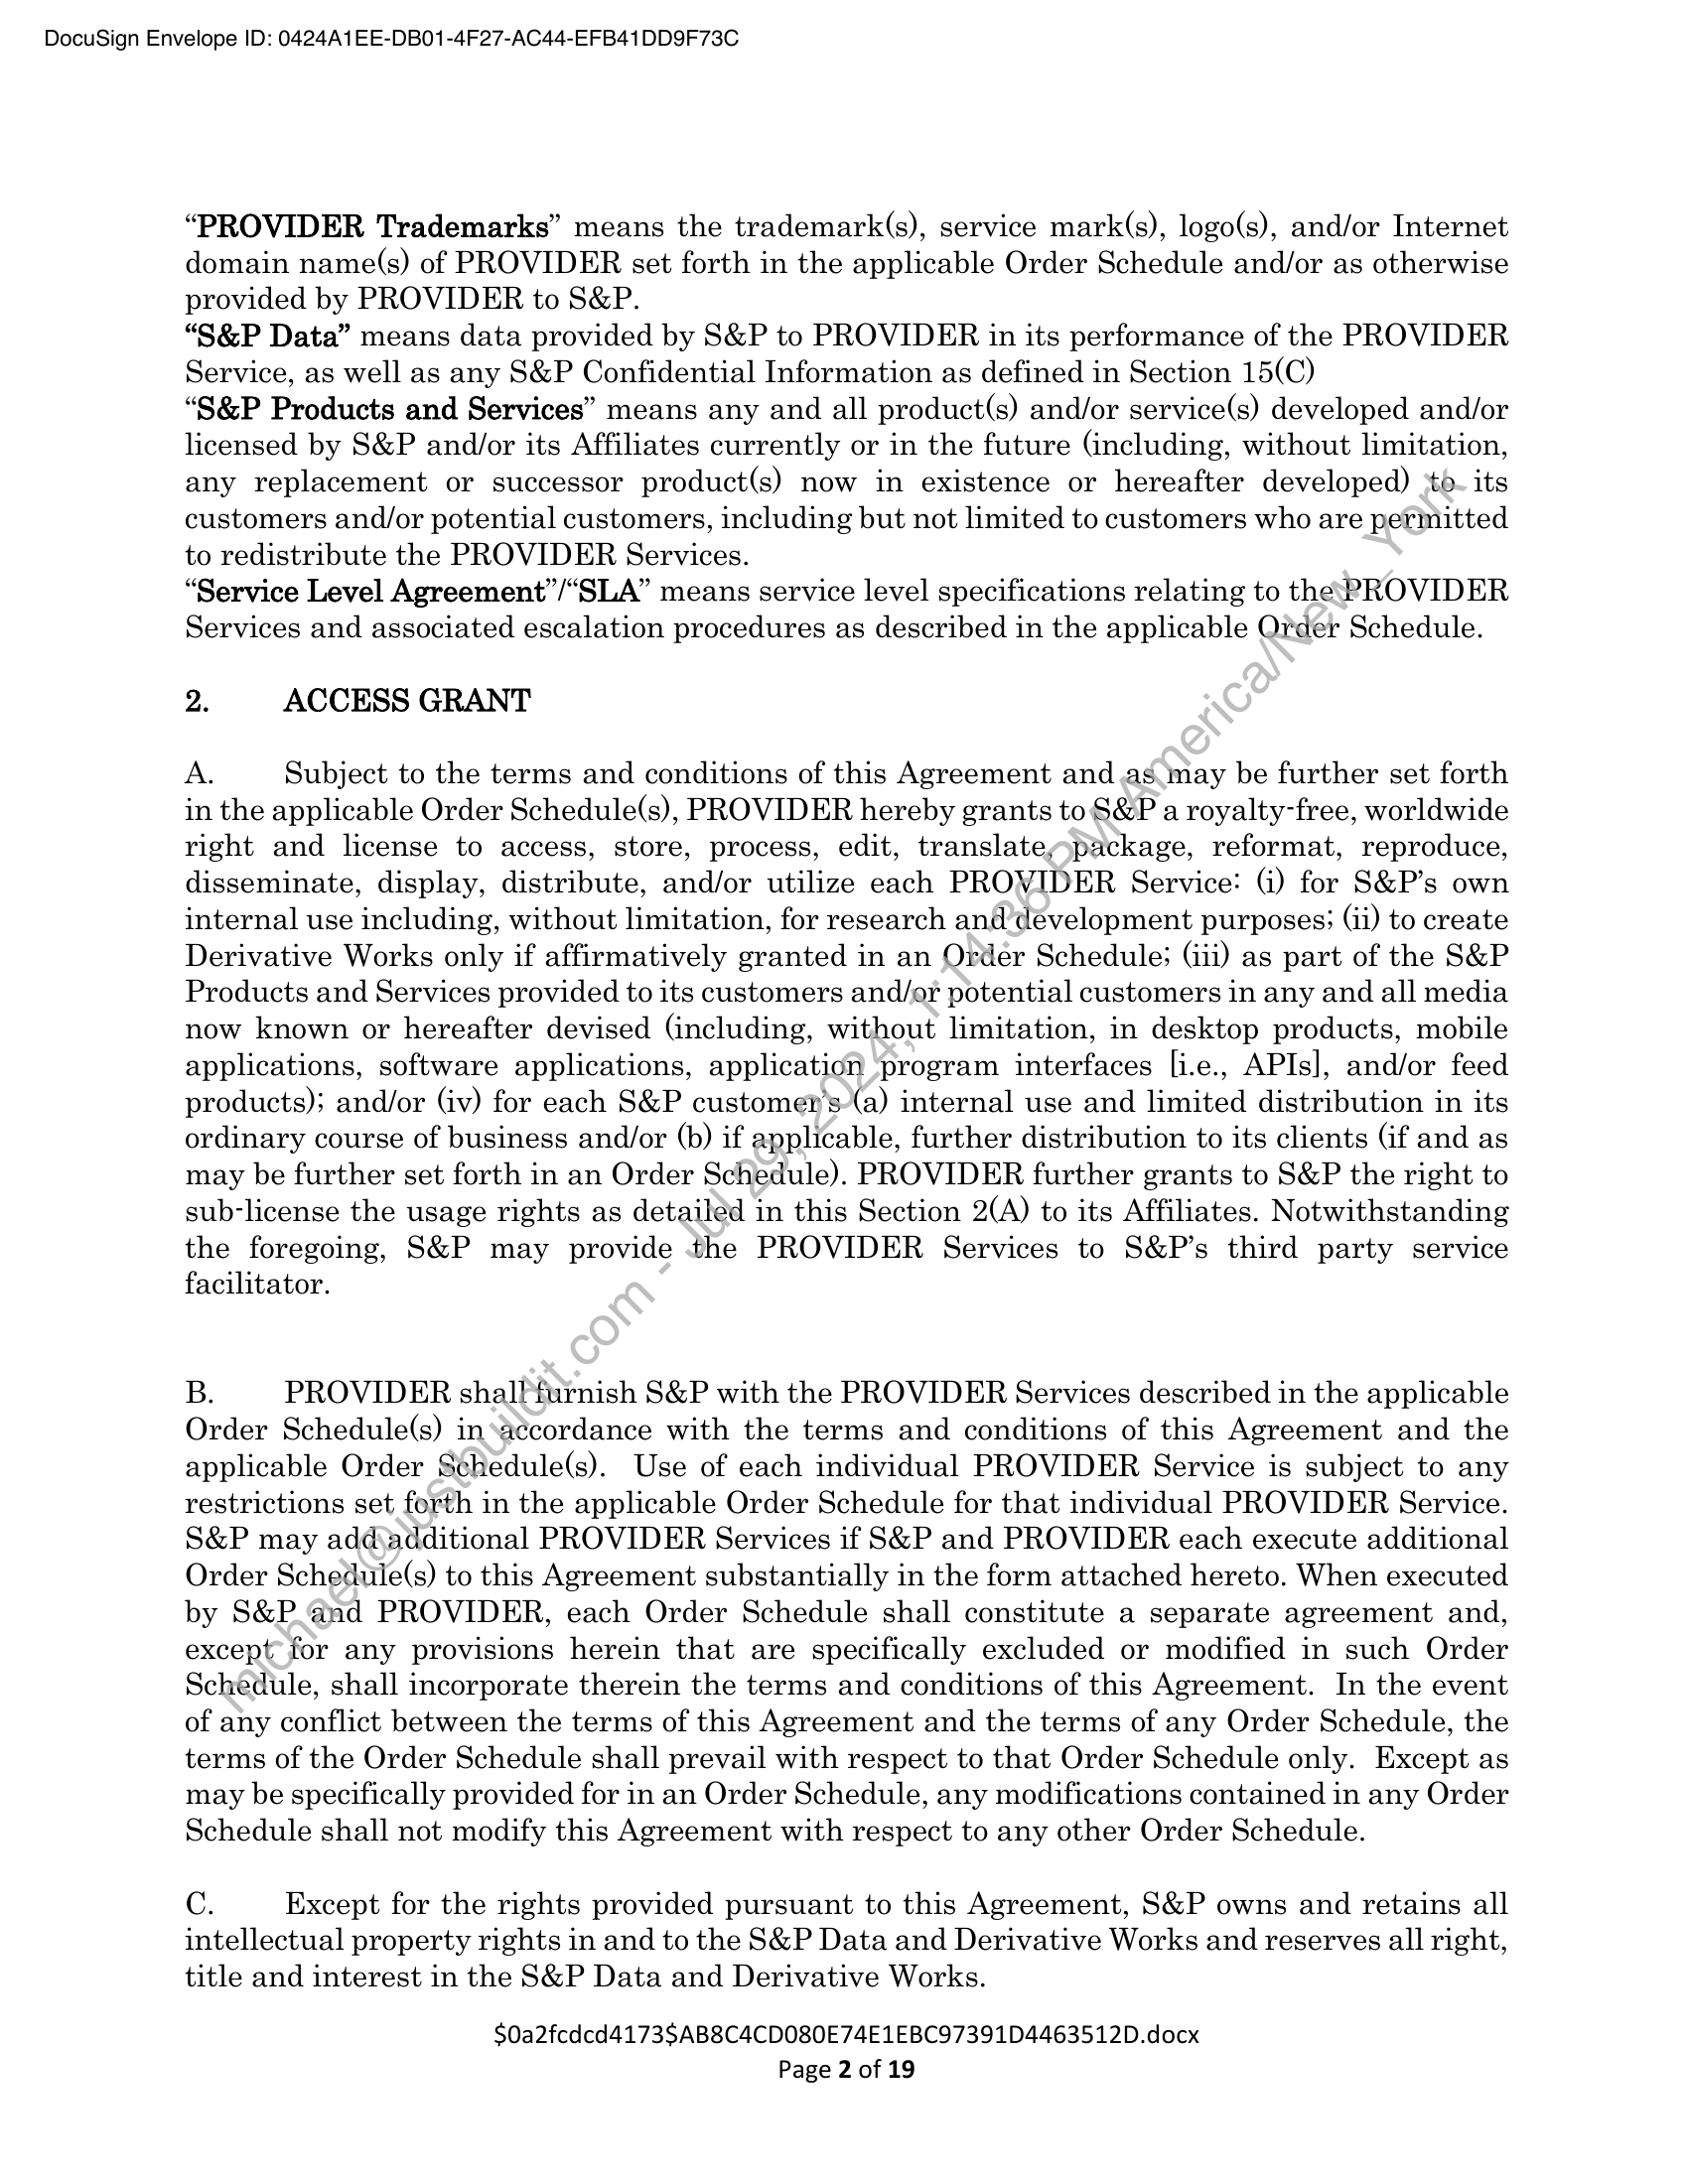 DocuSign Envelope ID: 0424A1EE-DB01-4F27-AC44-EFB41DD9F73C
“PROVIDER Trademarks” means the trademark(s), service mark(s), logo(s), and/or Internet
domain name(s) of PROVIDER set forth in the applicable Order Schedule and/or as otherwise
provided by PROVIDER to S&P.
“S&P Data” means data provided by S&P to PROVIDER in its performance of the PROVIDER
Service, as well as any S&P Confidential Information as defined in Section 15(C)
“S&P Products and Services” means any and all product(s) and/or service(s) developed and/or
licensed by S&P and/or its Affiliates currently or in the future (including, without limitation,
any replacement or successor product(s) now in existence or hereafter developed) to its
customers and/or potential customers, including but not limited to customers who are permitted
to redistribute the PROVIDER Services.
“Service Level Agreement”/“SLA” means service level specifications relating to the PROVIDER
Services and associated escalation procedures as described in the applicable Order Schedule.
2. ACCESS GRANT
A. Subject to the terms and conditions of this Agreement and as may be further set forth
in the applicable Order Schedule(s), PROVIDER hereby grants to S&P a royalty-free, worldwide
right and license to access, store, process, edit, translate, package, reformat, reproduce,
disseminate, display, distribute, and/or utilize each PROVIDER Service: (i) for S&P’s own
internal use including, without limitation, for research and development purposes; (ii) to create
Derivative Works only if affirmatively granted in an Order Schedule; (iii) as part of the S&P
Products and Services provided to its customers and/or potential customers in any and all media
now known or hereafter devised (including, without limitation, in desktop products, mobile
applications, software applications, application program interfaces [i.e., APIs], and/or feed
products); and/or (iv) for each S&P customer’s (a) internal use and limited distribution in its
ordinary course of business and/or (b) if applicable, further distribution to its clients (if and as
may be further set forth in an Order Schedule). PROVIDER further grants to S&P the right to
sub-license the usage rights as detailed in this Section 2(A) to its Affiliates. Notwithstanding
the foregoing, S&P may provide the PROVIDER Services to S&P’s third party service
facilitator.
B. PROVIDER shall furnish S&P with the PROVIDER Services described in the applicable
Order Schedule(s) in accordance with the terms and conditions of this Agreement and the
applicable Order Schedule(s). Use of each individual PROVIDER Service is subject to any
restrictions set forth in the applicable Order Schedule for that individual PROVIDER Service.
S&P may add additional PROVIDER Services if S&P and PROVIDER each execute additional
Order Schedule(s) to this Agreement substantially in the form attached hereto. When executed
by S&P and PROVIDER, each Order Schedule shall constitute a separate agreement and,
except for any provisions herein that are specifically excluded or modified in such Order
Schedule, shall incorporate therein the terms and conditions of this Agreement. In the event
of any conflict between the terms of this Agreement and the terms of any Order Schedule, the
terms of the Order Schedule shall prevail with respect to that Order Schedule only. Except as
may be specifically provided for in an Order Schedule, any modifications contained in any Order
Schedule shall not modify this Agreement with respect to any other Order Schedule.
C. Except for the rights provided pursuant to this Agreement, S&P owns and retains all
intellectual property rights in and to the S&P Data and Derivative Works and reserves all right,
title and interest in the S&P Data and Derivative Works.
$0a2fcdcd4173$AB8C4CD080E74E1EBC97391D4463512D.docx
Page 2 of 19
michael@justbuildit.com - Jul 29, 2024, 1:14:36 PM America/New_York